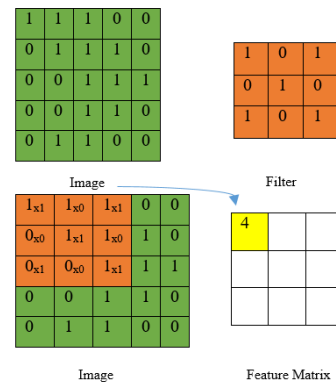 1 1 1 0 0
0 1 1 1 0
0 0 1 1 1
0 0 1 1 0
0 1 1 0 0
Image
1 0 1
0 1 0
1 0 1
Filter
1x1 1x0 1x1 0 0
0x0 1x1 1x0 1 0
0x1 0x0 1x1 1 1
0 0 1 1 0
0 1 1 0 0
Image
4
Feature Matrix